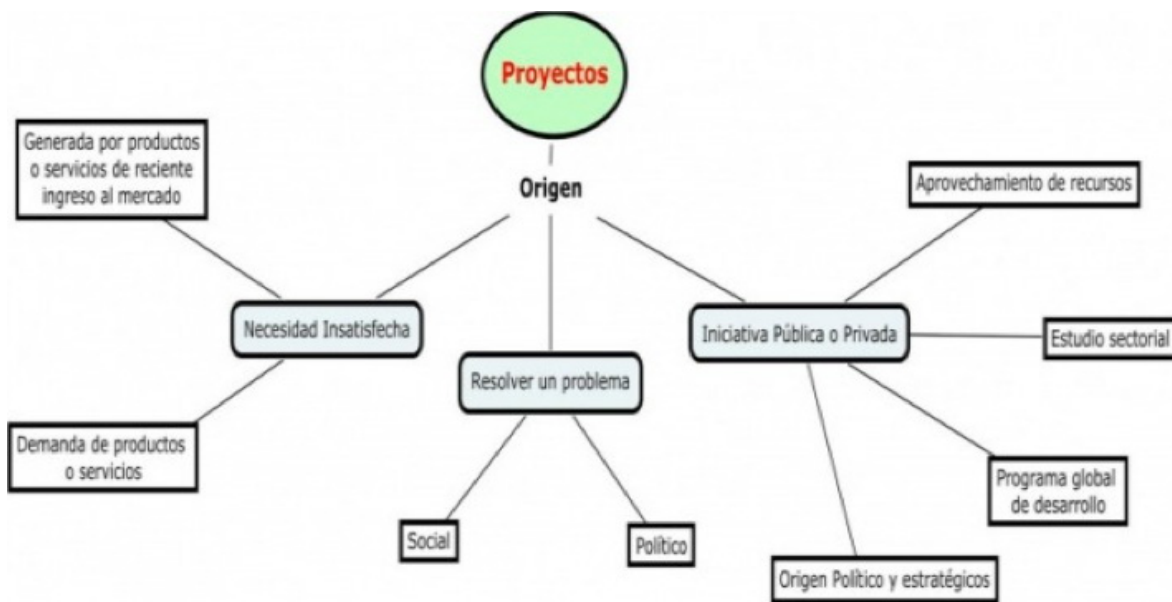 Proyectos
Origen
Generada por productos
o servicios de reciente
ingreso al mercado
Aprovechamiento de recursos
Necesidad Insatisfecha
Iniciativa Pública o Privada
Estudio sectorial
Resolver un problema
Demanda de productos
o servicios
Programa global
de desarrollo
Social
Político
Origen Político y estratégicos